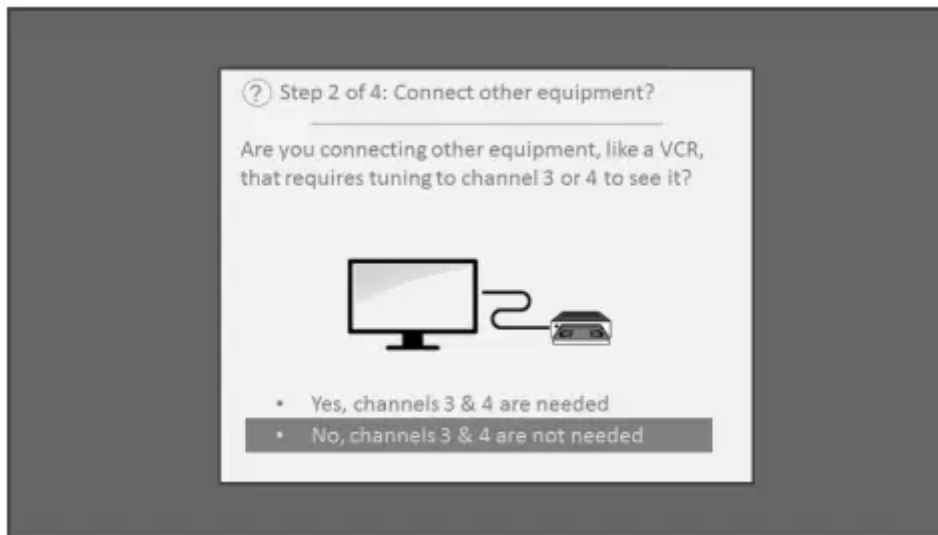 ? Step 2 of 4: Connect other equipment?
Are you connecting other equipment, like a VCR,
that requires tuning to channel 3 or 4 to see it?
• Yes, channels 3 & 4 are needed
• No, channels 3 & 4 are not needed